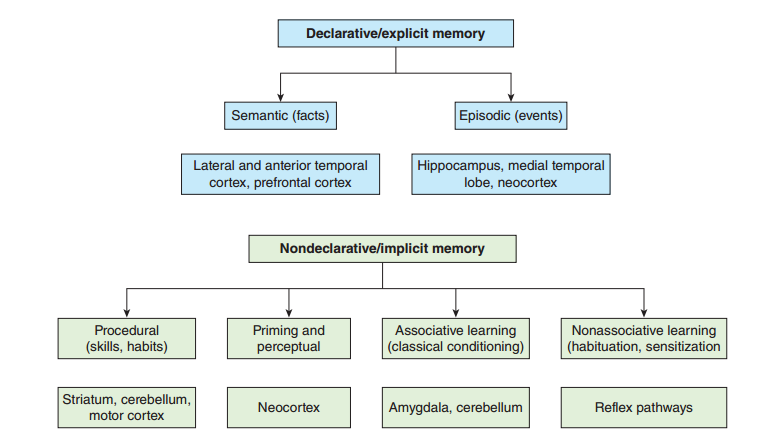 Declarative/explicit memory
Semantic (facts)
Episodic (events)
Lateral and anterior temporal
cortex, prefrontal cortex
Hippocampus, medial temporal
lobe, neocortex
Nondeclarative/implicit memory
Procedural
(skills, habits)
Priming and
perceptual
Associative learning
(classical conditioning)
Nonassociative learning
(habituation, sensitization
Striatum, cerebellum,
motor cortex
Neocortex
Amygdala, cerebellum
Reflex pathways